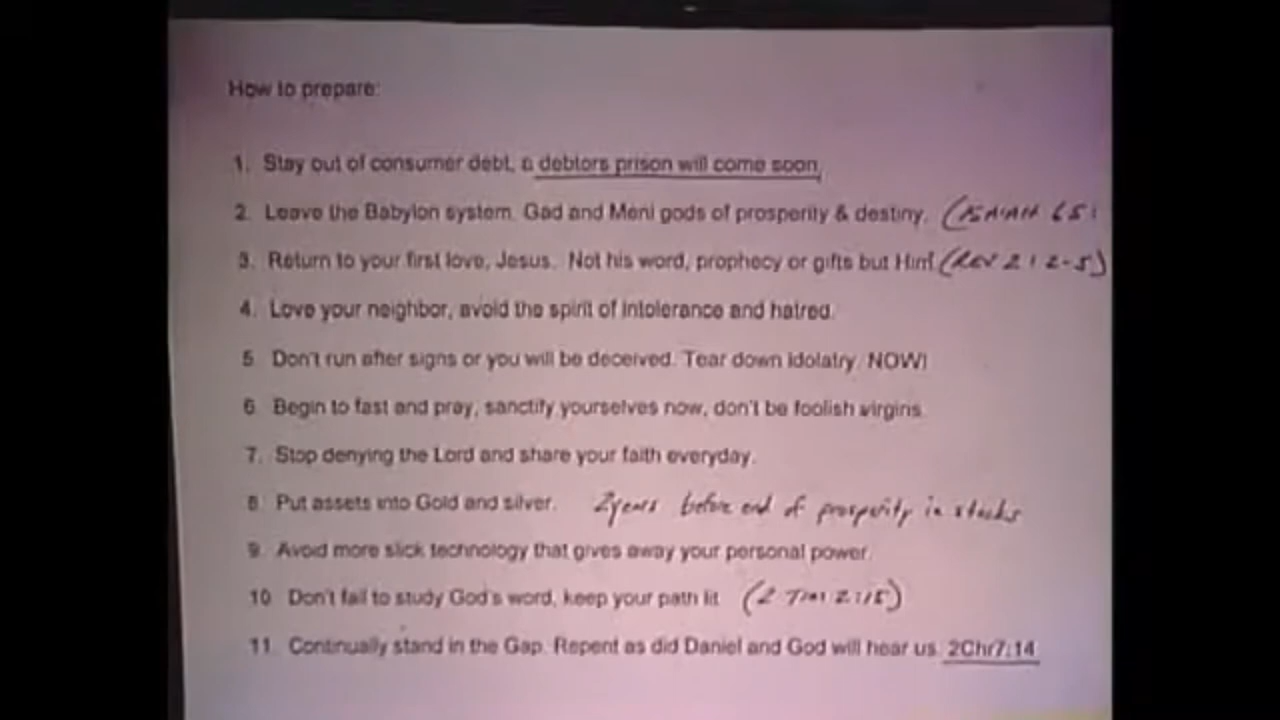 How to prepare:
1. Stay out of consumer debt, a debtors prison will come soon,
2. Leave the Babylon system. Gad and Meni gods of prosperity & destiny. (ISAIAH 65:
3. Return to your first love, Jesus. Not his word, prophecy or gifts but Him! (REV 2:2-5)
4. Love your neighbor, avoid the spirit of intolerance and hatred.
5. Don't run after signs or you will be deceived. Tear down idolatry. NOW!
6. Begin to fast and pray, sanctify yourselves now, don't be foolish virgins.
7. Stop denying the Lord and share your faith everyday.
8. Put assets into Gold and silver. 2 years before end of prosperity in stocks
9. Avoid more slick technology that gives away your personal power.
10. Don't fail to study God's word, keep your path lit. (2 TIM 2:15)
11. Continually stand in the Gap. Repent as did Daniel and God will hear us. 2Chr7:14